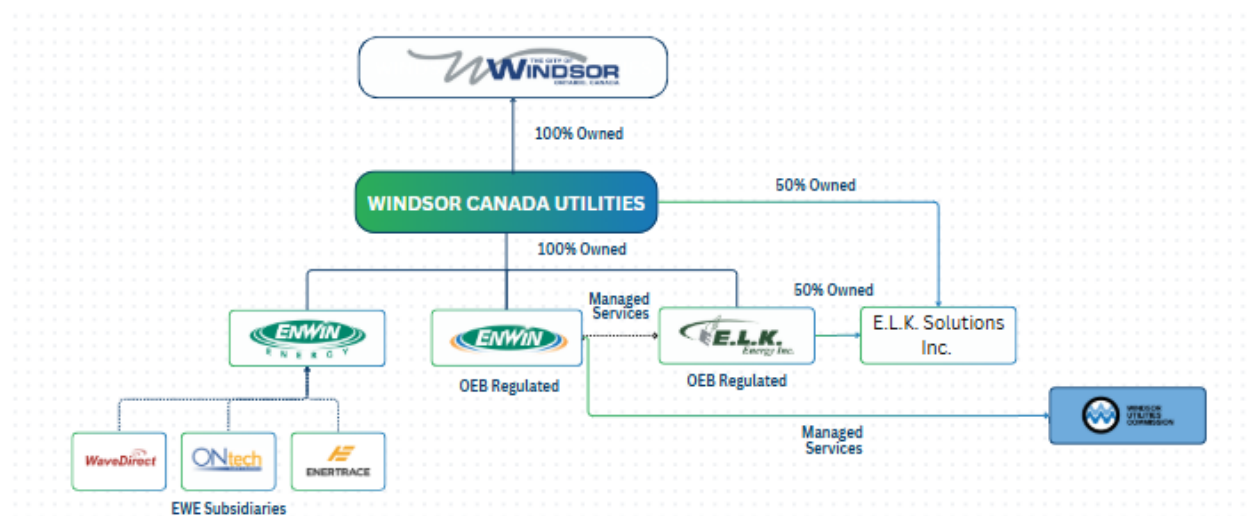 THE CITY OF
WINDSOR
ONTARIO, CANADA
100% Owned
WINDSOR CANADA UTILITIES
50% Owned
100% Owned
Managed
Services
50% Owned
ENWIN
ENERGY
ENWIN
E.L.K.
Energy Inc.
E.L.K. Solutions
Inc.
OEB Regulated
OEB Regulated
WINDSOR
UTILITIES
COMMISSION
Managed
Services
WaveDirect
ONtech
ENERTRACE
EWE Subsidiaries